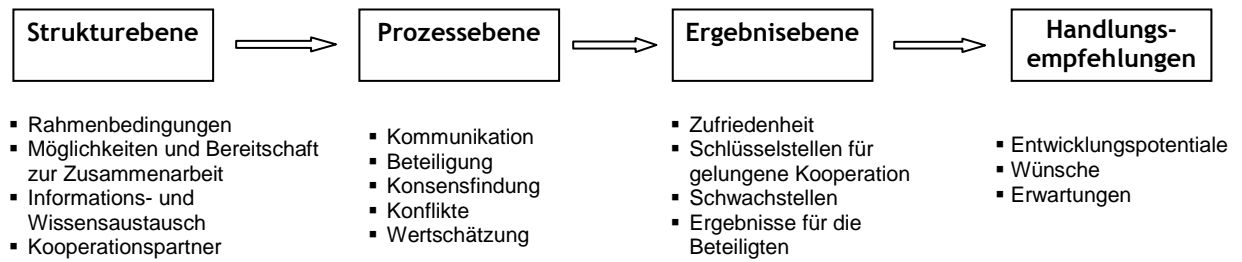 Strukturebene
Prozessebene
Ergebnisebene
Handlungs-
empfehlungen
▪ Rahmenbedingungen
▪ Möglichkeiten und Bereitschaft
zur Zusammenarbeit
▪ Informations- und
Wissensaustausch
▪ Kooperationspartner
▪ Kommunikation
▪ Beteiligung
▪ Konsensfindung
▪ Konflikte
▪ Wertschätzung
▪ Zufriedenheit
▪ Schlüsselstellen für
gelungene Kooperation
▪ Schwachstellen
▪ Ergebnisse für die
Beteiligten
▪ Entwicklungspotentiale
▪ Wünsche
▪ Erwartungen